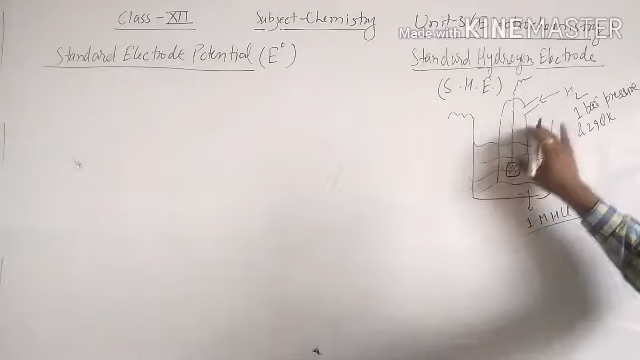 Class-XII Subject-Chemistry Unit-3/Electrochemistry
Made with KINEMASTER
Standard Electrode Potential (E°)
Standard Hydrogen Electrode
(S.H.E)
H2
1 bar pressure
& 298K
1 M HCl